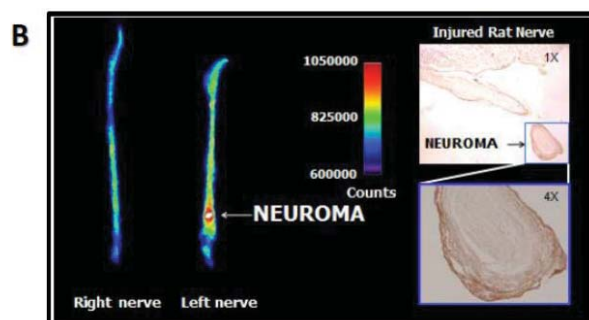 B
1050000
825000
600000
Counts
NEUROMA
Right nerve
Left nerve
Injured Rat Nerve
1X
NEUROMA
4X